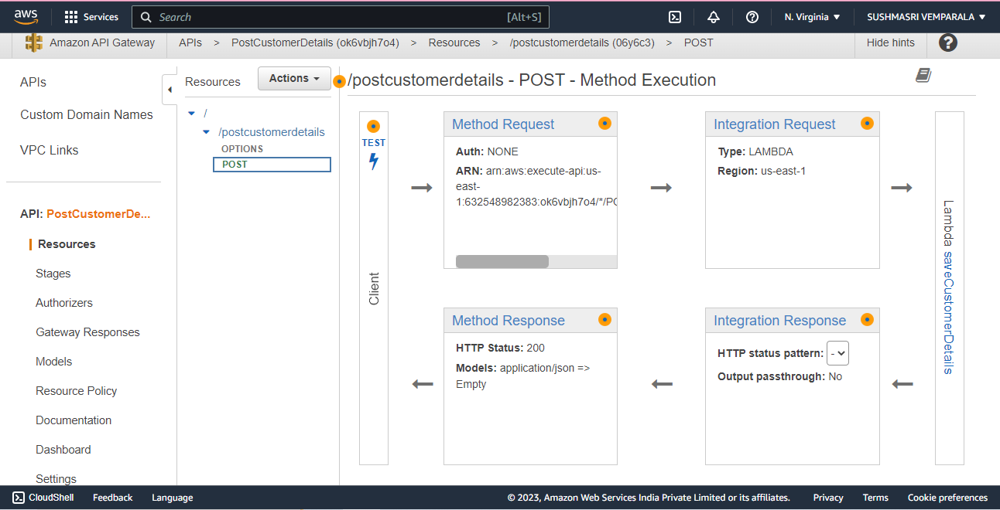 aws Services Search [Alt+S] N. Virginia SUSHMASRI VEMPARALA
Amazon API Gateway APIs > PostCustomerDetails (ok6vbjh7o4) > Resources > /postcustomerdetails (06y6c3) > POST Hide hints ?
APIs
Custom Domain Names
VPC Links
API: PostCustomerDe...
Resources
Stages
Authorizers
Gateway Responses
Models
Resource Policy
Documentation
Dashboard
Settings
Resources Actions
/
/postcustomerdetails
OPTIONS
POST
/postcustomerdetails - POST - Method Execution
TEST
Client
Method Request
Auth: NONE
ARN: arn:aws:execute-api:us-
east-
1:632548982383:ok6vbjh7o4/*/PO
Integration Request
Type: LAMBDA
Region: us-east-1
Lambda saveCustomerDetails
Method Response
HTTP Status: 200
Models: application/json =>
Empty
Integration Response
HTTP status pattern: -
Output passthrough: No
CloudShell Feedback Language © 2023, Amazon Web Services India Private Limited or its affiliates. Privacy Terms Cookie preferences